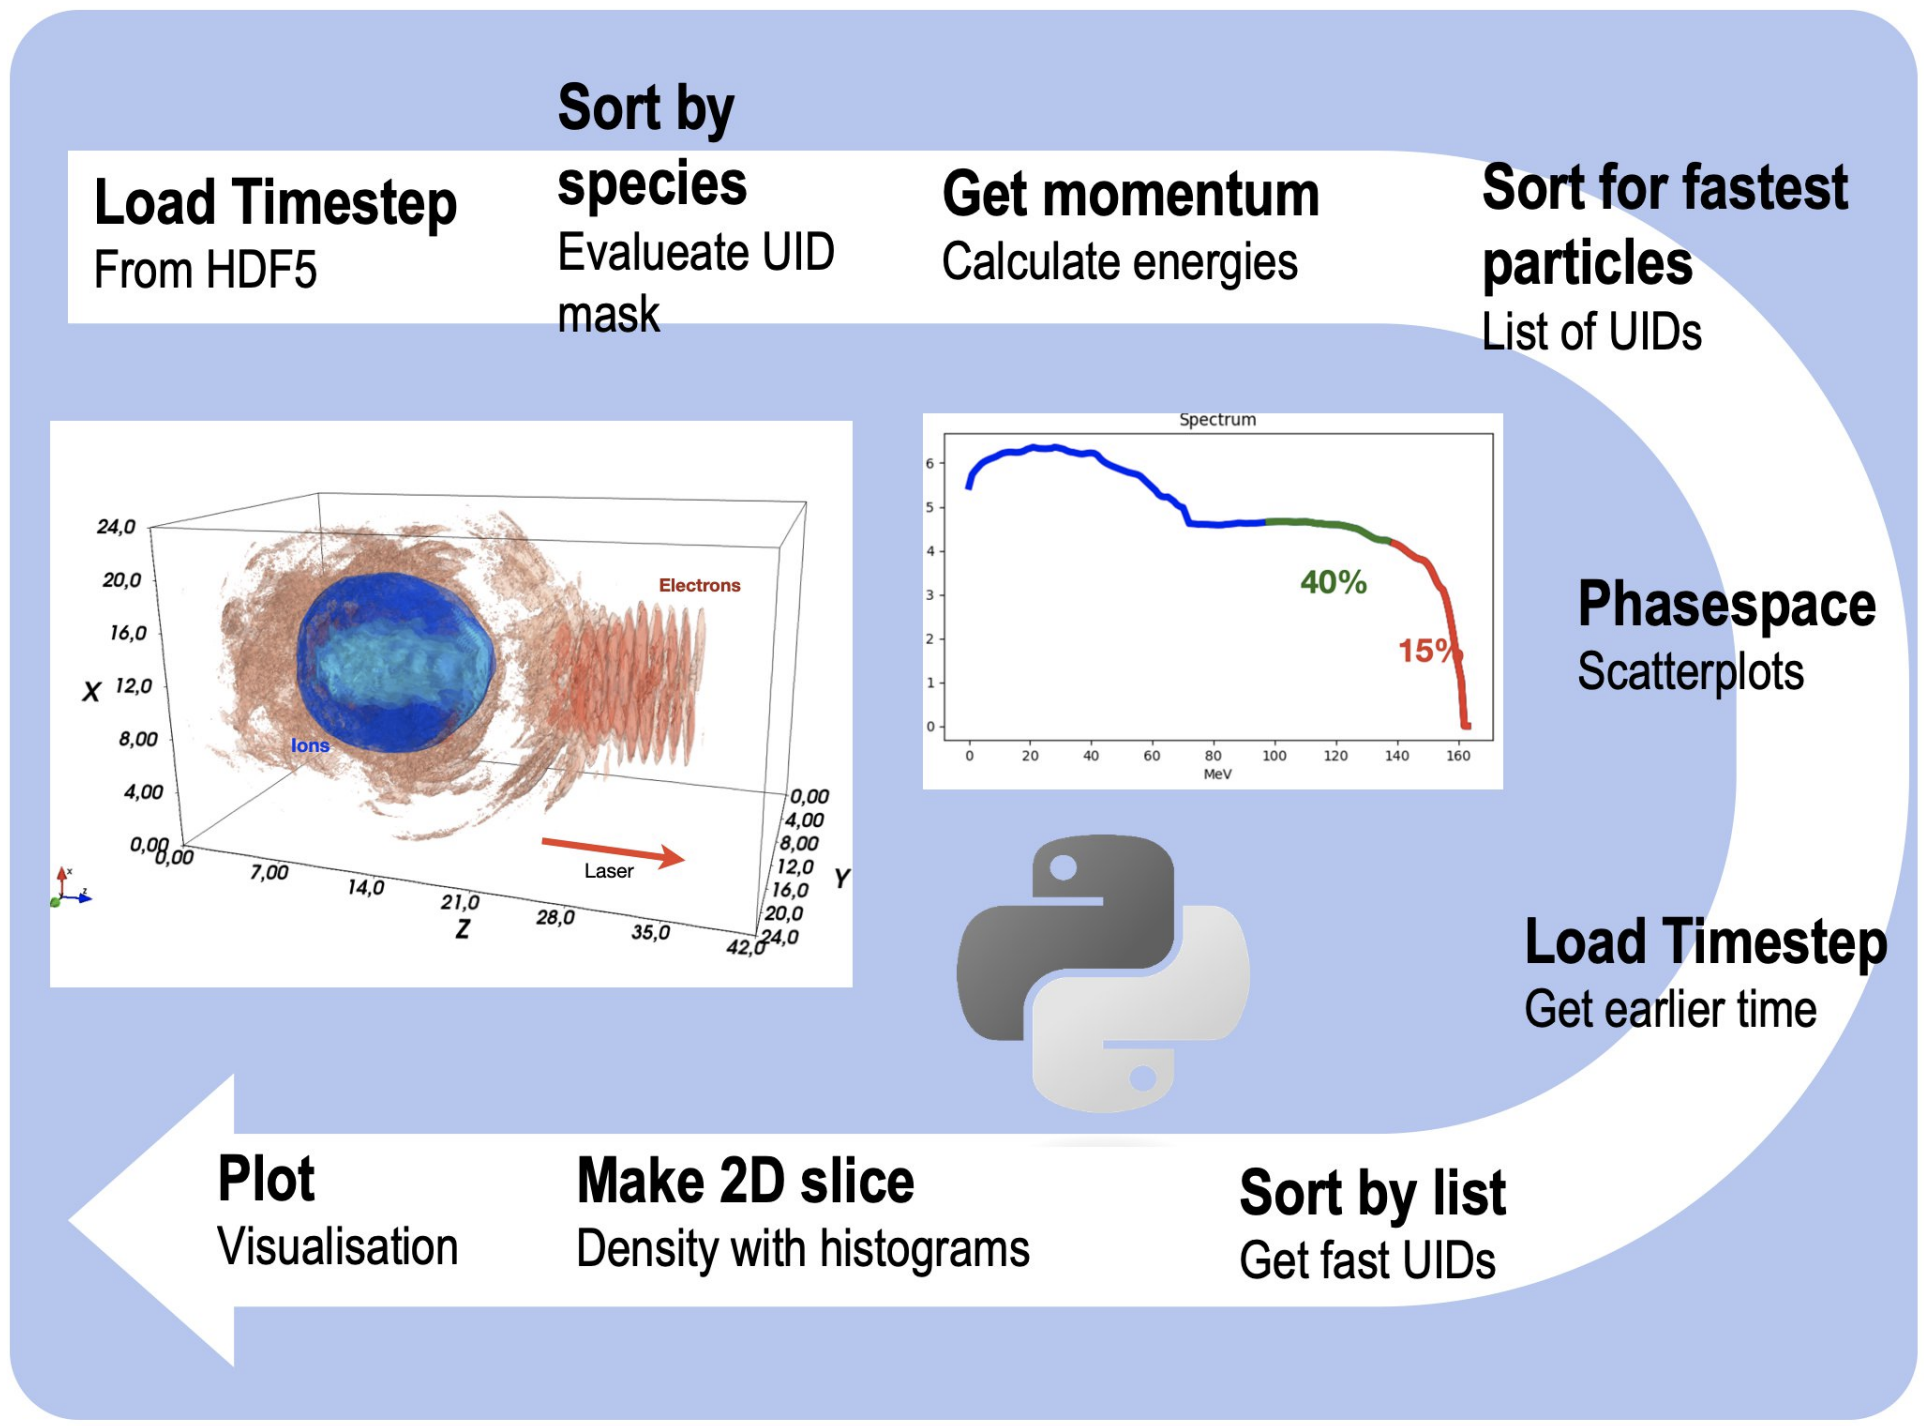 Load Timestep
From HDF5
Sort by
species
Evalueate UID
mask
Get momentum
Calculate energies
Sort for fastest
particles
List of UIDs
Phasespace
Scatterplots
Load Timestep
Get earlier time
Sort by list
Get fast UIDs
Make 2D slice
Density with histograms
Plot
Visualisation
24,0
20,0
16,0
X 12,0
8,00
4,00
0,00
0,00
7,00
14,0
21,0
28,0
35,0
42,0
Z
0,00
4,00
8,00
12,0
16,0
20,0
24,0
Y
Electrons
Ions
Laser
x
z
Spectrum
6
5
4
3
2
1
0
0 20 40 60 80 100 120 140 160
MeV
40%
15%